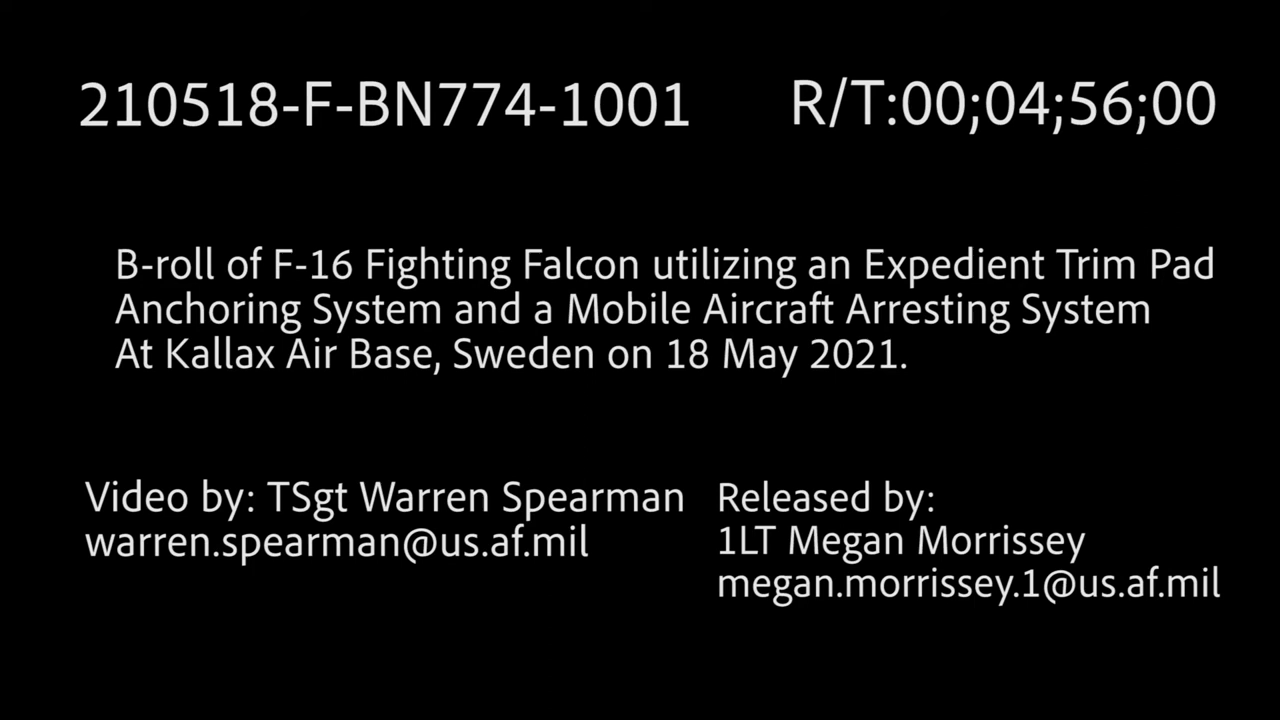 210518-F-BN774-1001 R/T:00;04;56;00
B-roll of F-16 Fighting Falcon utilizing an Expedient Trim Pad
Anchoring System and a Mobile Aircraft Arresting System
At Kallax Air Base, Sweden on 18 May 2021.
Video by: TSgt Warren Spearman
warren.spearman@us.af.mil
Released by:
1LT Megan Morrissey
megan.morrissey.1@us.af.mil